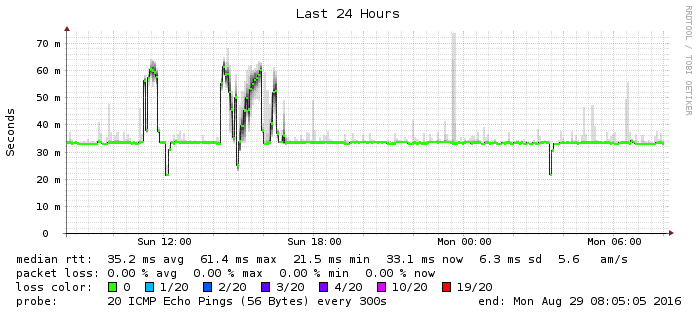 Last 24 Hours
RRDTOOL / TOBI OETIKER
Seconds
70 m
60 m
50 m
40 m
30 m
20 m
10 m
0
Sun 12:00 Sun 18:00 Mon 00:00 Mon 06:00
median rtt: 35.2 ms avg 61.4 ms max 21.5 ms min 33.1 ms now 6.3 ms sd 5.6 am/s
packet loss: 0.00 % avg 0.00 % max 0.00 % min 0.00 % now
loss color: 0 1/20 2/20 3/20 4/20 10/20 19/20
probe: 20 ICMP Echo Pings (56 Bytes) every 300s end: Mon Aug 29 08:05:05 2016